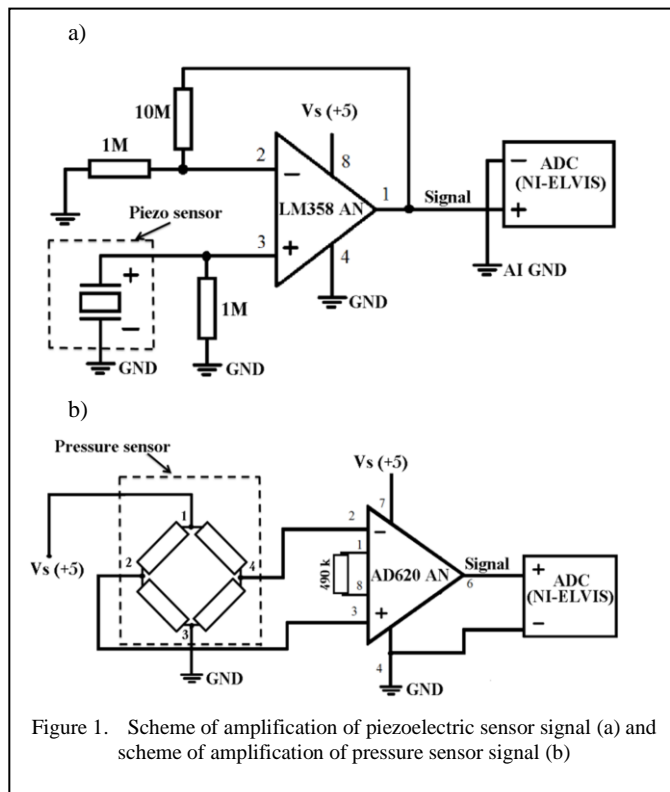 a)
Vs (+5)
10M
1M
2
8
ADC
(NI-ELVIS)
−
+
LM358 AN
1
Signal
Piezo sensor
3
+
4
+
−
1M
AI GND
GND
GND
GND
b)
Pressure sensor
Vs (+5)
7
1
2
−
2
4
1
490 k
8
AD620 AN
Signal
6
+
ADC
(NI-ELVIS)
−
Vs (+5)
3
+
3
4
GND
GND
Figure 1. Scheme of amplification of piezoelectric sensor signal (a) and
scheme of amplification of pressure sensor signal (b)